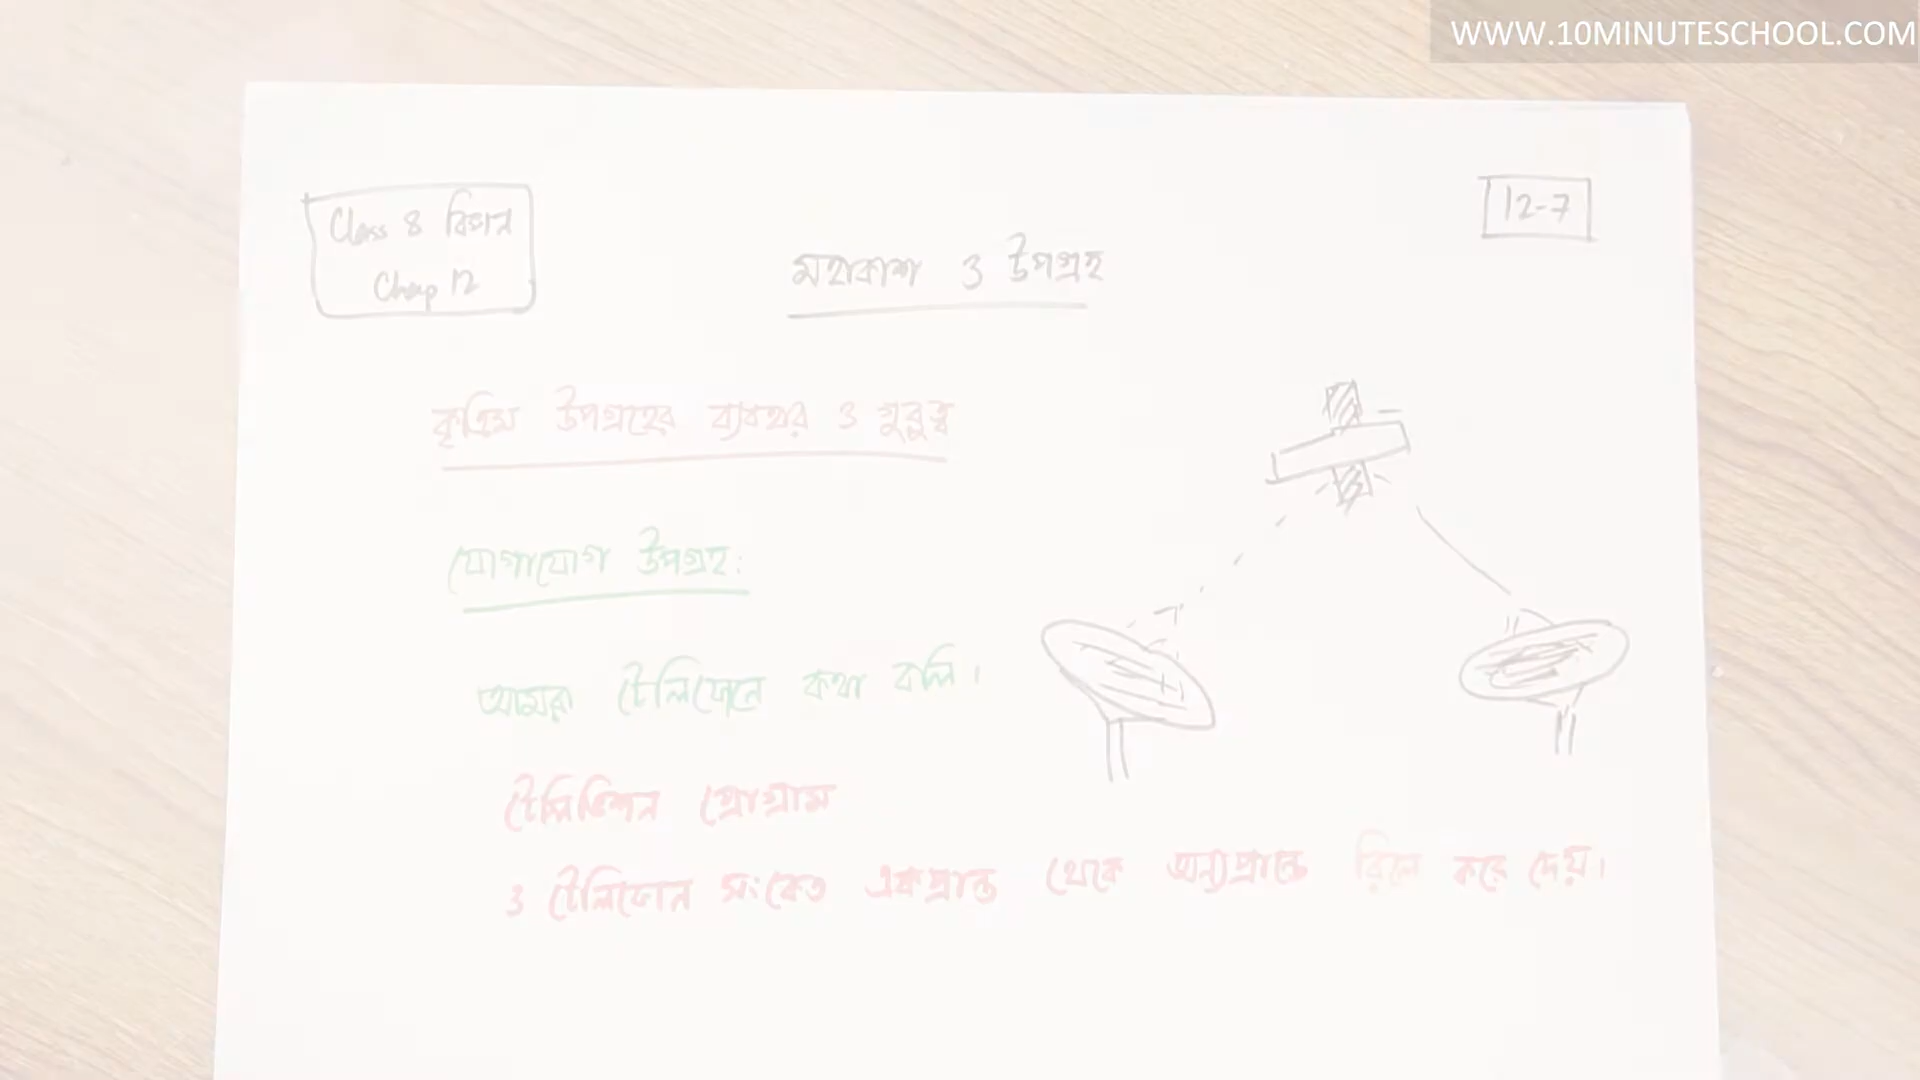 WWW.10MINUTESCHOOL.COM
Class 8 বিজ্ঞান
Chap 12
12-7
মহাকাশ ও উপগ্রহ
কৃত্রিম উপগ্রহের ব্যবহার ও গুরুত্ব
যোগাযোগ উপগ্রহ:
আমরা টেলিফোনে কথা বলি।
টেলিভিশন প্রোগ্রাম
ও টেলিফোন সংকেত একপ্রান্ত থেকে অন্যপ্রান্তে রিলে করে দেয়।